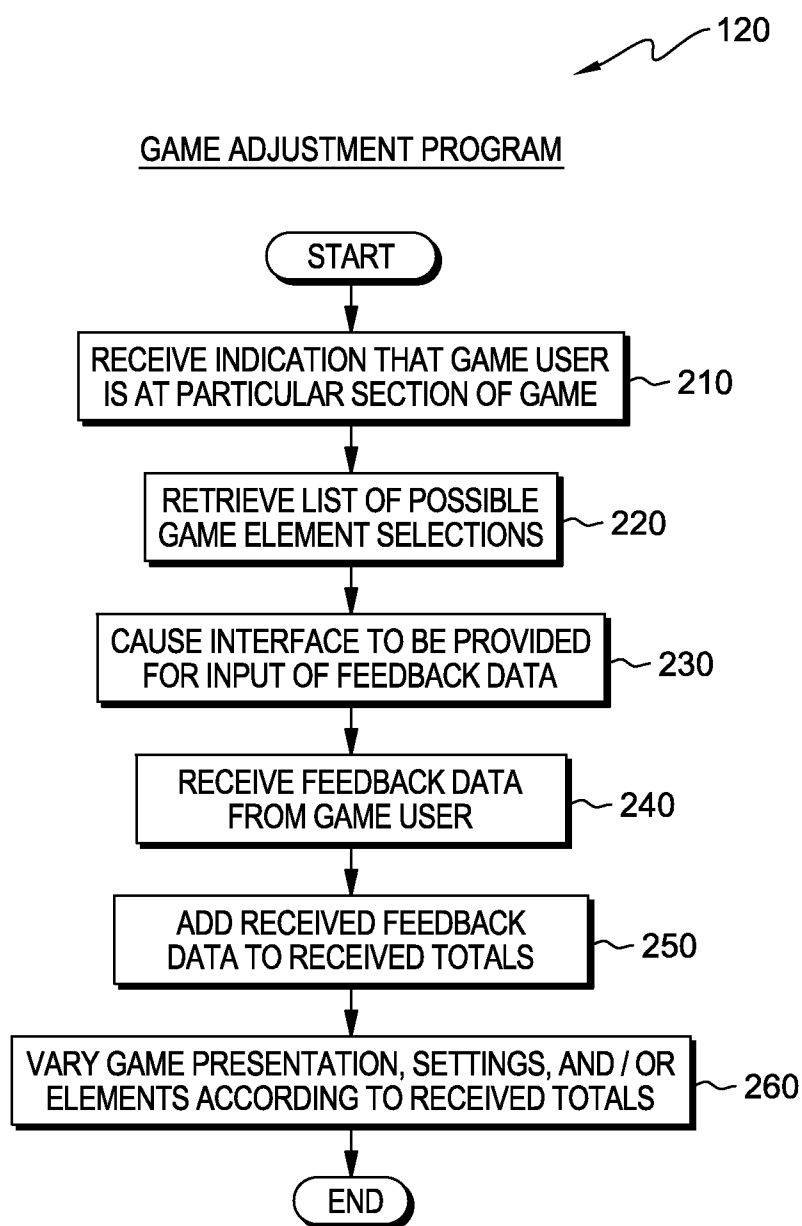 120
GAME ADJUSTMENT PROGRAM
START
RECEIVE INDICATION THAT GAME USER
IS AT PARTICULAR SECTION OF GAME
210
RETRIEVE LIST OF POSSIBLE
GAME ELEMENT SELECTIONS
220
CAUSE INTERFACE TO BE PROVIDED
FOR INPUT OF FEEDBACK DATA
230
RECEIVE FEEDBACK DATA
FROM GAME USER
240
ADD RECEIVED FEEDBACK
DATA TO RECEIVED TOTALS
250
VARY GAME PRESENTATION, SETTINGS, AND / OR
ELEMENTS ACCORDING TO RECEIVED TOTALS
260
END